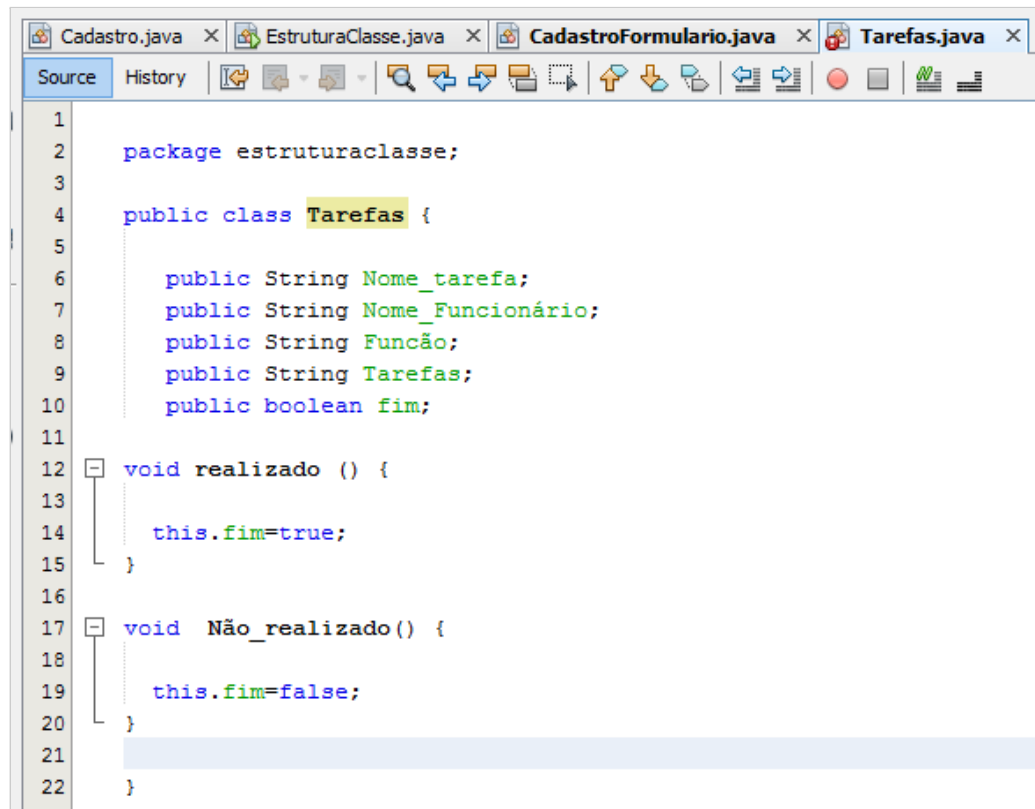 Cadastro.java EstruturaClasse.java CadastroFormulario.java Tarefas.java
Source History
1
2 package estruturaclasse;
3
4 public class Tarefas {
5
6 public String Nome_tarefa;
7 public String Nome_Funcionário;
8 public String Funcão;
9 public String Tarefas;
10 public boolean fim;
11
12 void realizado () {
13
14 this.fim=true;
15 }
16
17 void  Não_realizado() {
18
19 this.fim=false;
20 }
21
22 }